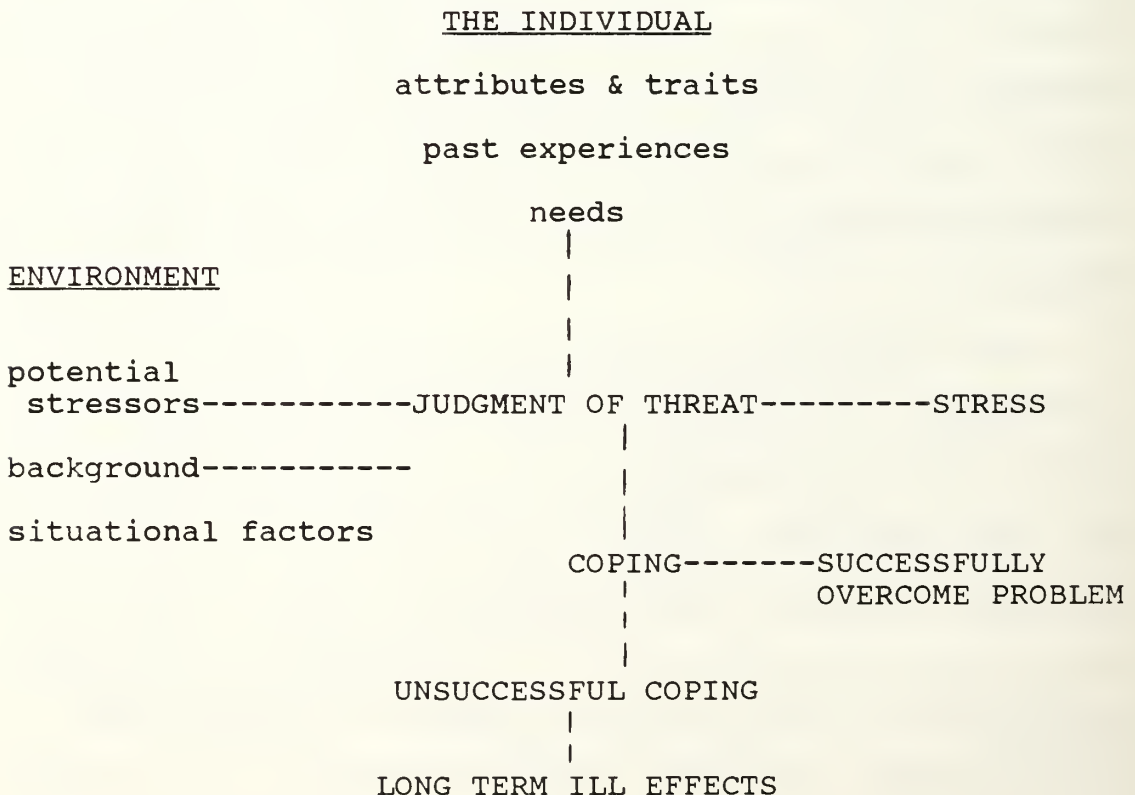 THE INDIVIDUAL
attributes & traits
past experiences
needs
ENVIRONMENT
potential
stressors-----------JUDGMENT OF THREAT---------STRESS
background-----------
situational factors
COPING-------SUCCESSFULLY
OVERCOME PROBLEM
UNSUCCESSFUL COPING
LONG TERM ILL EFFECTS